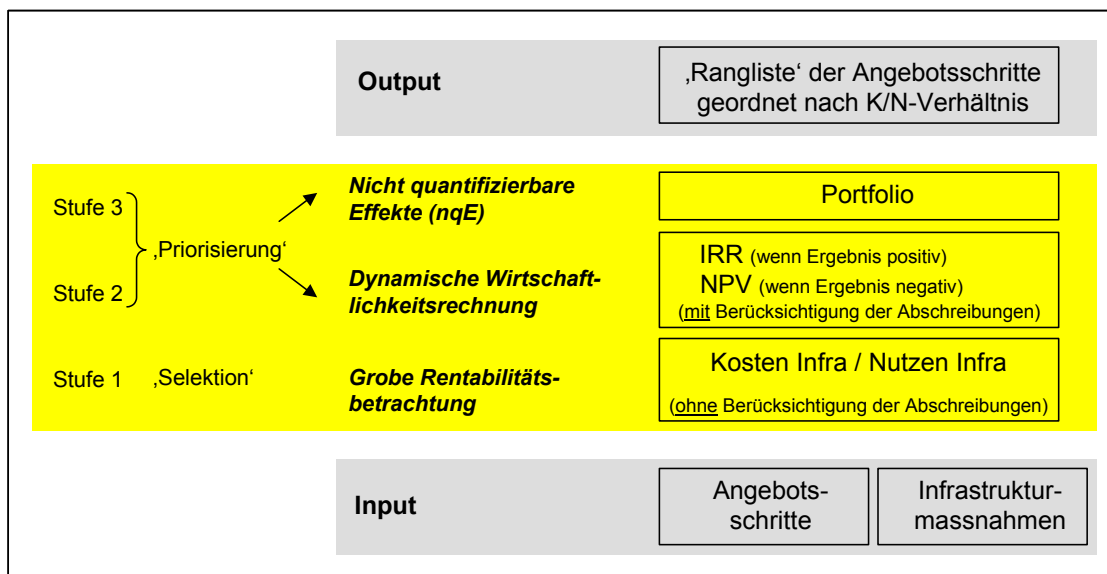 Output
‚Rangliste‘ der Angebotsschritte
geordnet nach K/N-Verhältnis
Stufe 3
Stufe 2
‚Priorisierung‘
Nicht quantifizierbare
Effekte (nqE)
Portfolio
Dynamische Wirtschaft-
lichkeitsrechnung
IRR (wenn Ergebnis positiv)
NPV (wenn Ergebnis negativ)
(mit Berücksichtigung der Abschreibungen)
Stufe 1
‚Selektion‘
Grobe Rentabilitäts-
betrachtung
Kosten Infra / Nutzen Infra
(ohne Berücksichtigung der Abschreibungen)
Input
Angebots-
schritte
Infrastruktur-
massnahmen